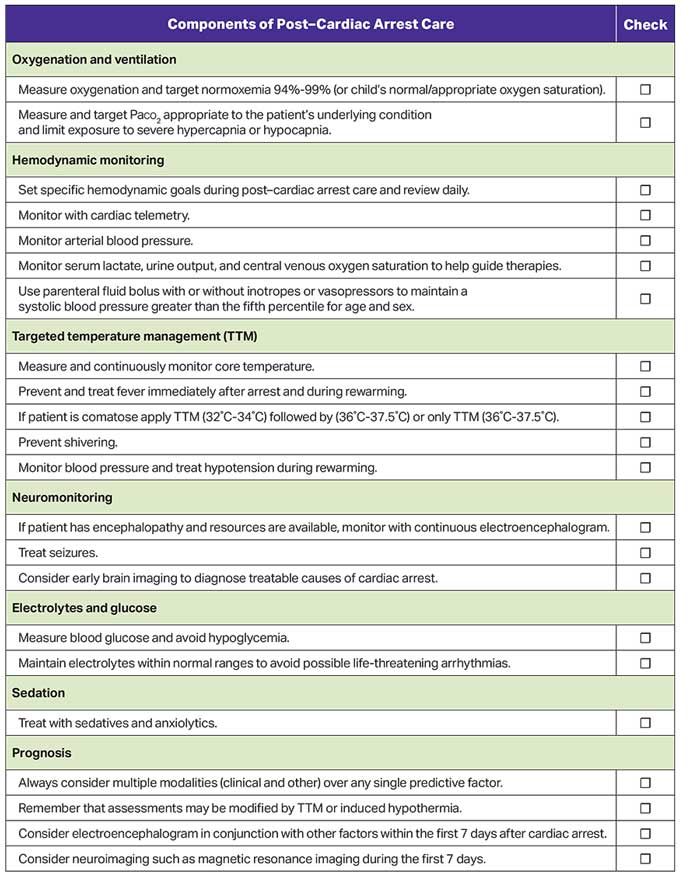 Components of Post–Cardiac Arrest Care
Check
Oxygenation and ventilation
Measure oxygenation and target normoxemia 94%-99% (or child's normal/appropriate oxygen saturation).
Measure and target PaCO₂ appropriate to the patient's underlying condition
and limit exposure to severe hypercapnia or hypocapnia.
Hemodynamic monitoring
Set specific hemodynamic goals during post–cardiac arrest care and review daily.
Monitor with cardiac telemetry.
Monitor arterial blood pressure.
Monitor serum lactate, urine output, and central venous oxygen saturation to help guide therapies.
Use parenteral fluid bolus with or without inotropes or vasopressors to maintain a
systolic blood pressure greater than the fifth percentile for age and sex.
Targeted temperature management (TTM)
Measure and continuously monitor core temperature.
Prevent and treat fever immediately after arrest and during rewarming.
If patient is comatose apply TTM (32˚C-34˚C) followed by (36˚C-37.5˚C) or only TTM (36˚C-37.5˚C).
Prevent shivering.
Monitor blood pressure and treat hypotension during rewarming.
Neuromonitoring
If patient has encephalopathy and resources are available, monitor with continuous electroencephalogram.
Treat seizures.
Consider early brain imaging to diagnose treatable causes of cardiac arrest.
Electrolytes and glucose
Measure blood glucose and avoid hypoglycemia.
Maintain electrolytes within normal ranges to avoid possible life-threatening arrhythmias.
Sedation
Treat with sedatives and anxiolytics.
Prognosis
Always consider multiple modalities (clinical and other) over any single predictive factor.
Remember that assessments may be modified by TTM or induced hypothermia.
Consider electroencephalogram in conjunction with other factors within the first 7 days after cardiac arrest.
Consider neuroimaging such as magnetic resonance imaging during the first 7 days.